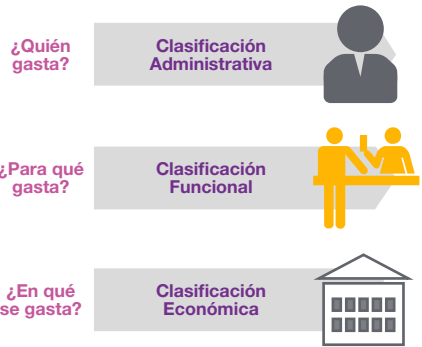 ¿Quién
gasta?
Clasificación
Administrativa
¿Para qué
gasta?
Clasificación
Funcional
¿En qué
se gasta?
Clasificación
Económica